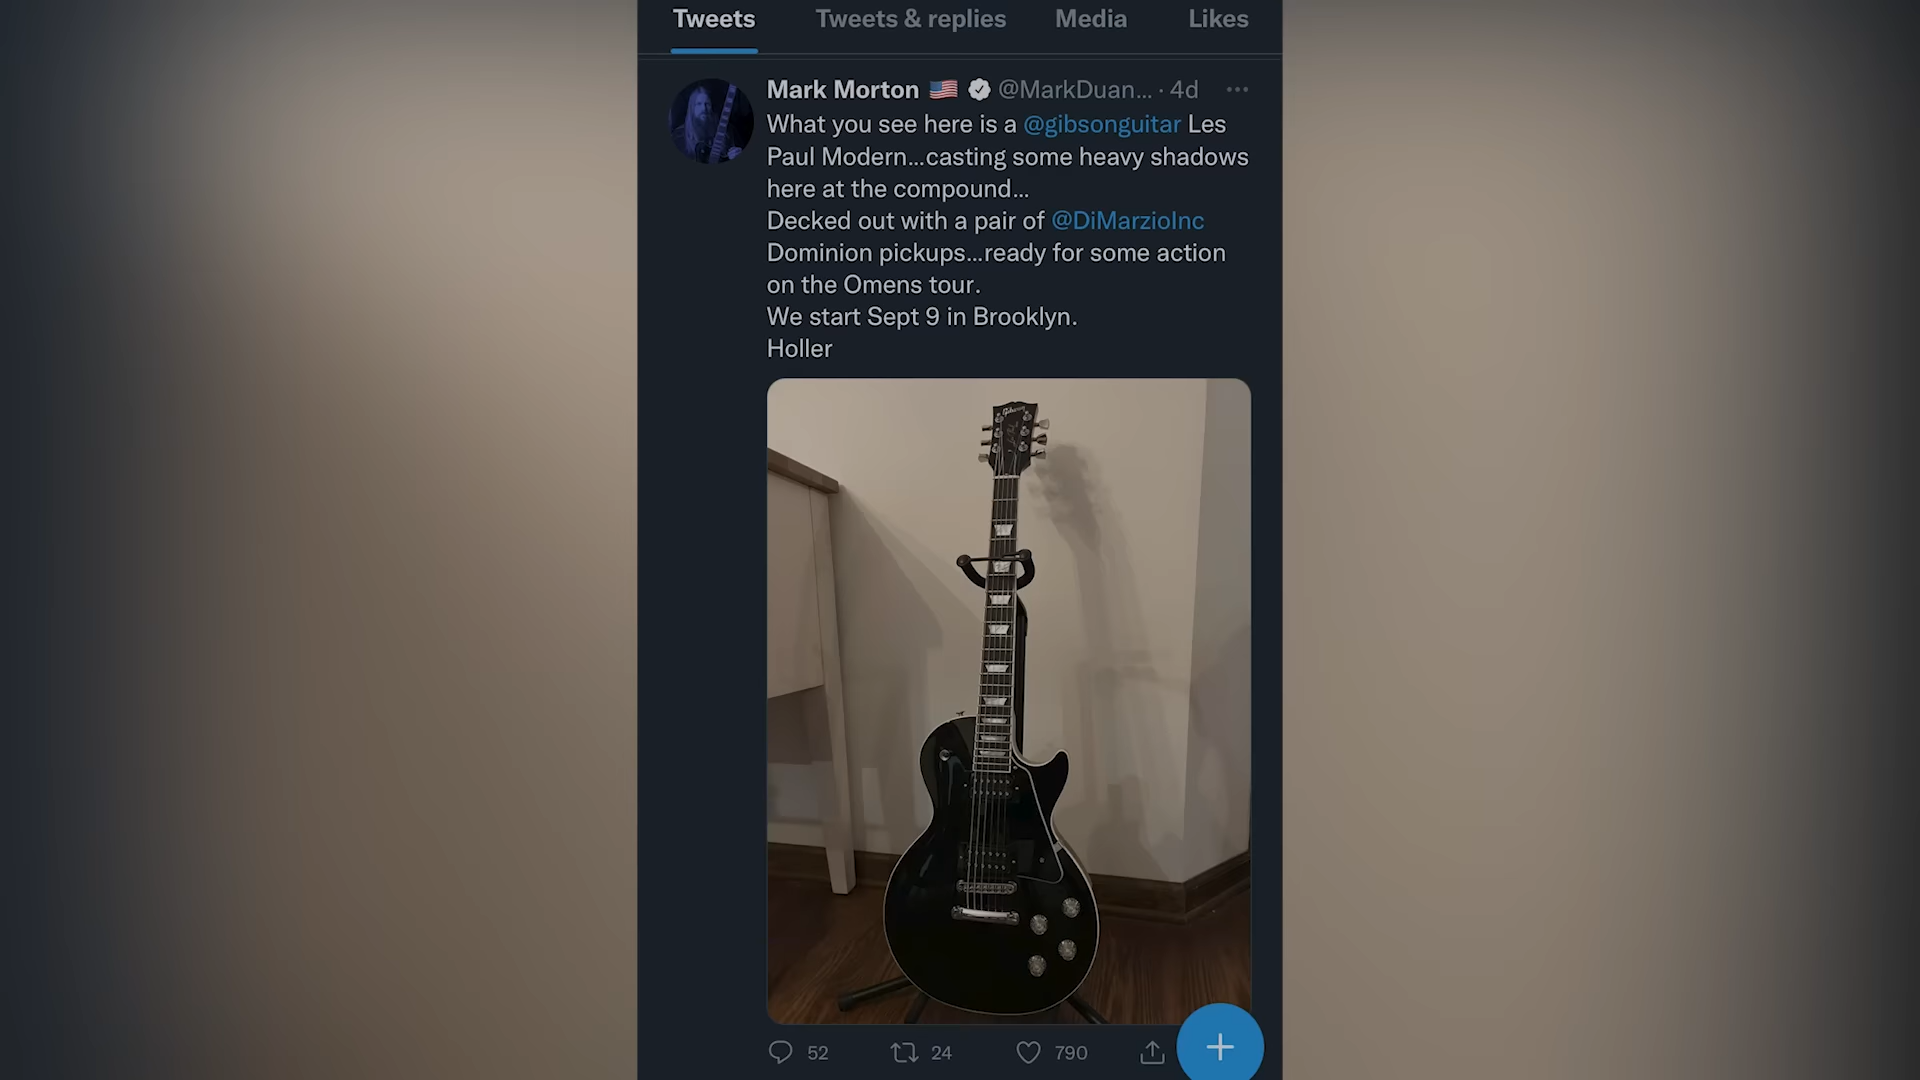 Tweets Tweets & replies Media Likes
Mark Morton 🇺🇸 @MarkDuan... · 4d
What you see here is a @gibsonguitar Les
Paul Modern...casting some heavy shadows
here at the compound...
Decked out with a pair of @DiMarzioInc
Dominion pickups...ready for some action
on the Omens tour.
We start Sept 9 in Brooklyn.
Holler
Gibson
52 24 790